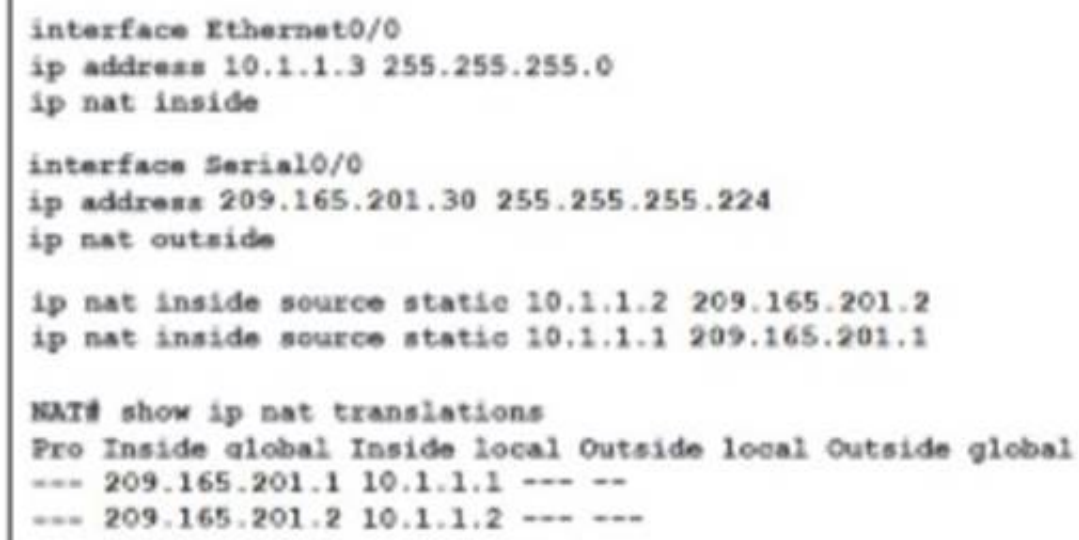 interface Ethernet0/0
ip address 10.1.1.3 255.255.255.0
ip nat inside
interface Serial0/0
ip address 209.165.201.30 255.255.255.224
ip nat outside
ip nat inside source static 10.1.1.2 209.165.201.2
ip nat inside source static 10.1.1.1 209.165.201.1
NAT# show ip nat translations
Pro Inside global Inside local Outside local Outside global
--- 209.165.201.1 10.1.1.1 --- --
--- 209.165.201.2 10.1.1.2 --- ---